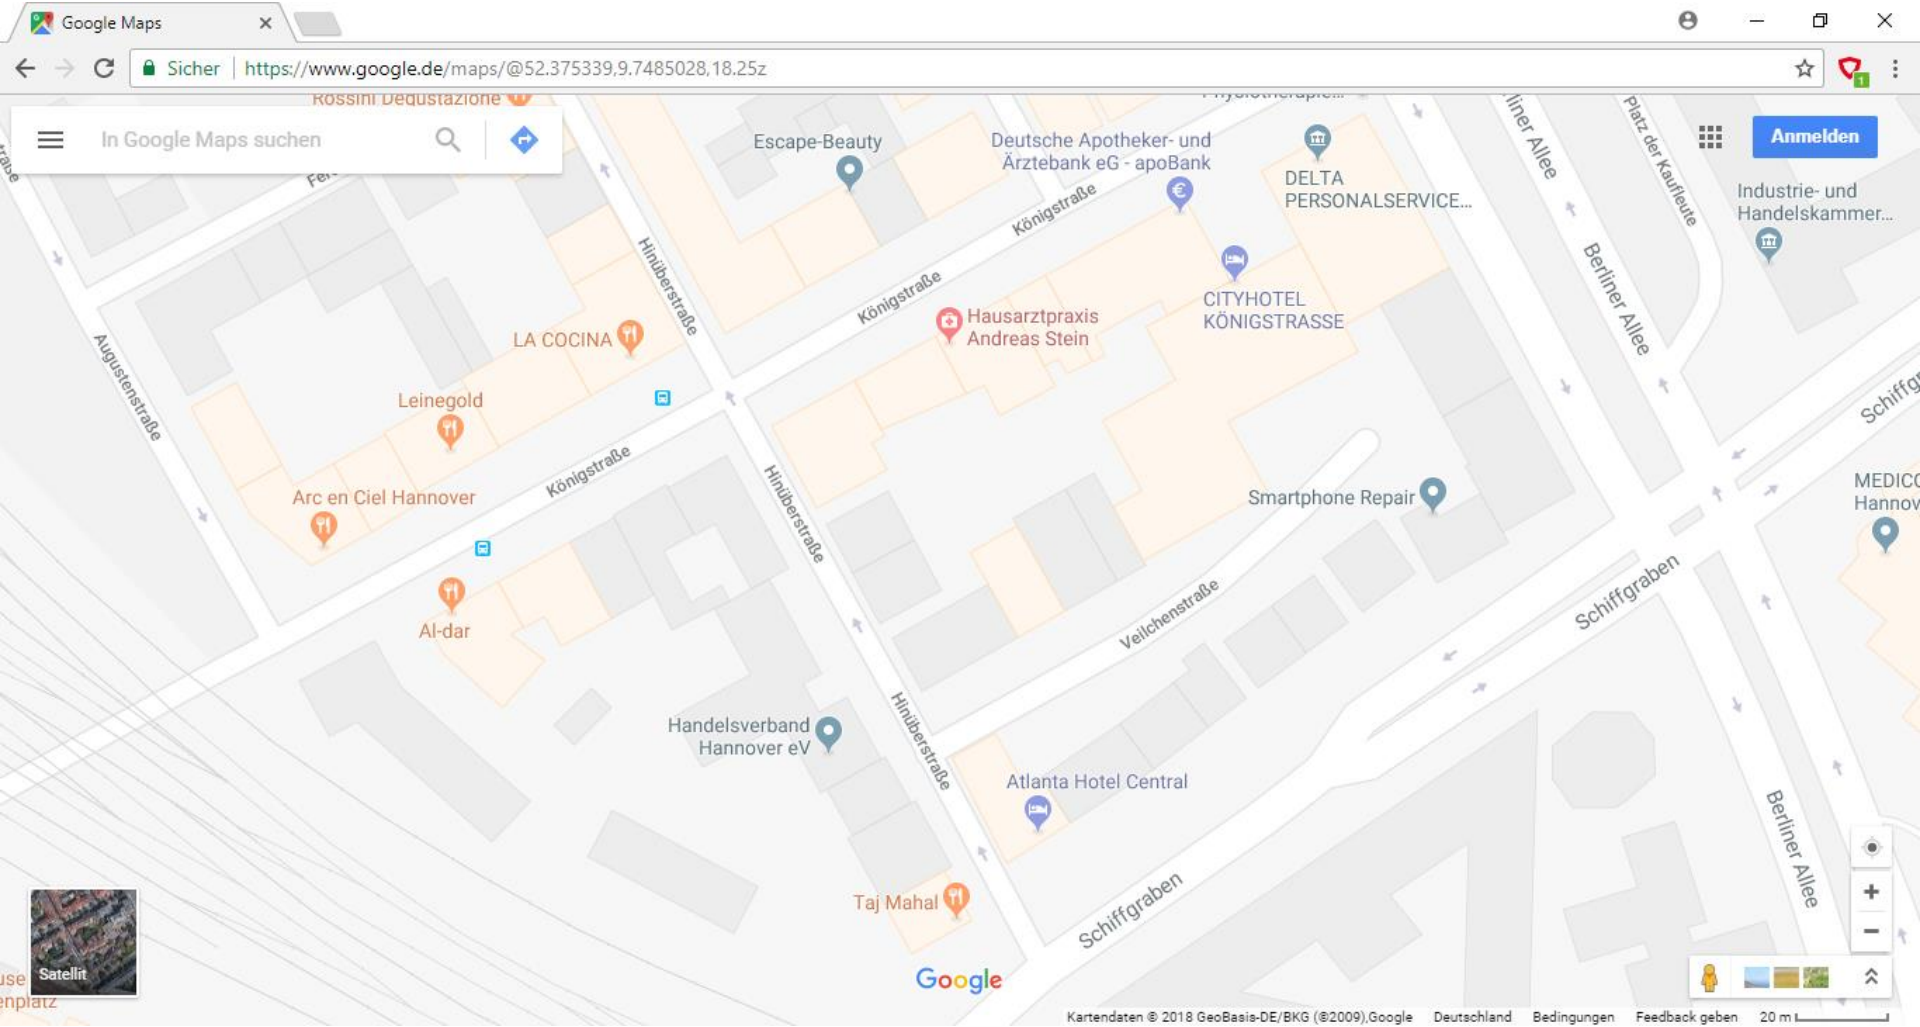 Google Maps
Sicher
https://www.google.de/maps/@52.375339,9.7485028,18.25z
1
Rossini Degustazione
In Google Maps suchen
Anmelden
Escape-Beauty
Deutsche Apotheker- und
Ärztebank eG - apoBank
DELTA
PERSONALSERVICE...
Berliner Allee
Platz der Kaufleute
Industrie- und
Handelskammer...
Königstraße
Hinüberstraße
Königstraße
CITYHOTEL
KÖNIGSTRASSE
Berliner Allee
Hausarztpraxis
Andreas Stein
LA COCINA
Augustenstraße
Leinegold
Königstraße
Arc en Ciel Hannover
Hinüberstraße
Smartphone Repair
MEDICO
Hannov
Al-dar
Veilchenstraße
Schiffgraben
Handelsverband
Hannover eV
Hinüberstraße
Atlanta Hotel Central
Berliner Allee
Taj Mahal
Schiffgraben
Satellit
Google
Kartendaten © 2018 GeoBasis-DE/BKG (©2009),Google
Deutschland
Bedingungen
Feedback geben
20 m